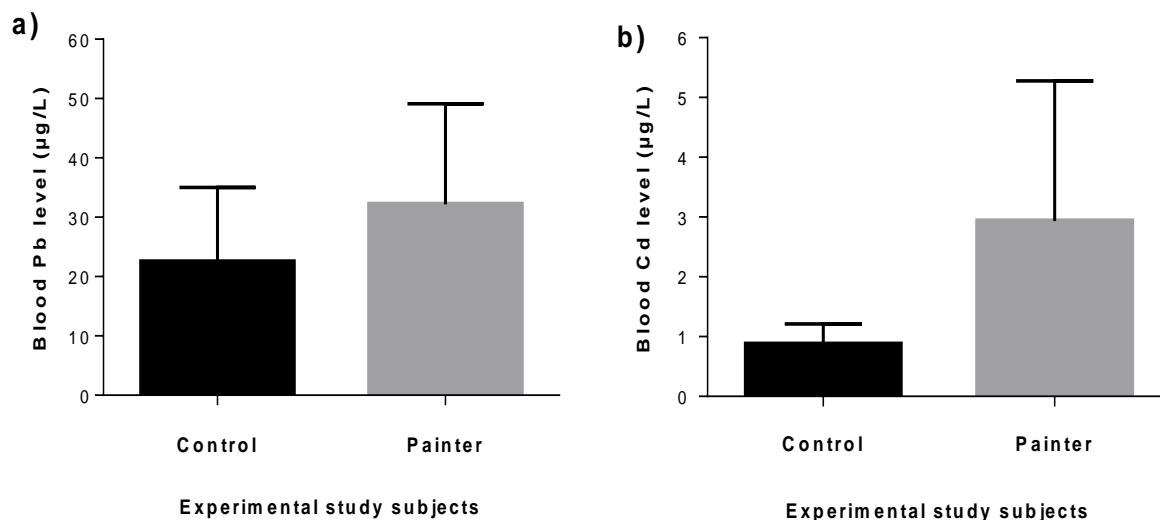 a)
Blood Pb level (µg/L)
60
50
40
30
20
10
0
Control Painter
Experimental study subjects
b)
Blood Cd level (µg/L)
6
5
4
3
2
1
0
Control Painter
Experimental study subjects